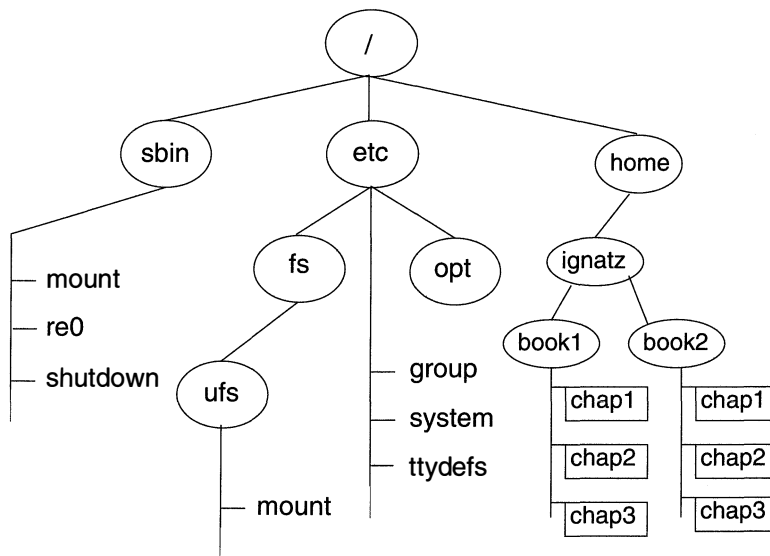 /
sbin
etc
home
fs
opt
ignatz
mount
re0
shutdown
ufs
book1
book2
group
system
ttydefs
mount
chap1
chap2
chap3
chap1
chap2
chap3